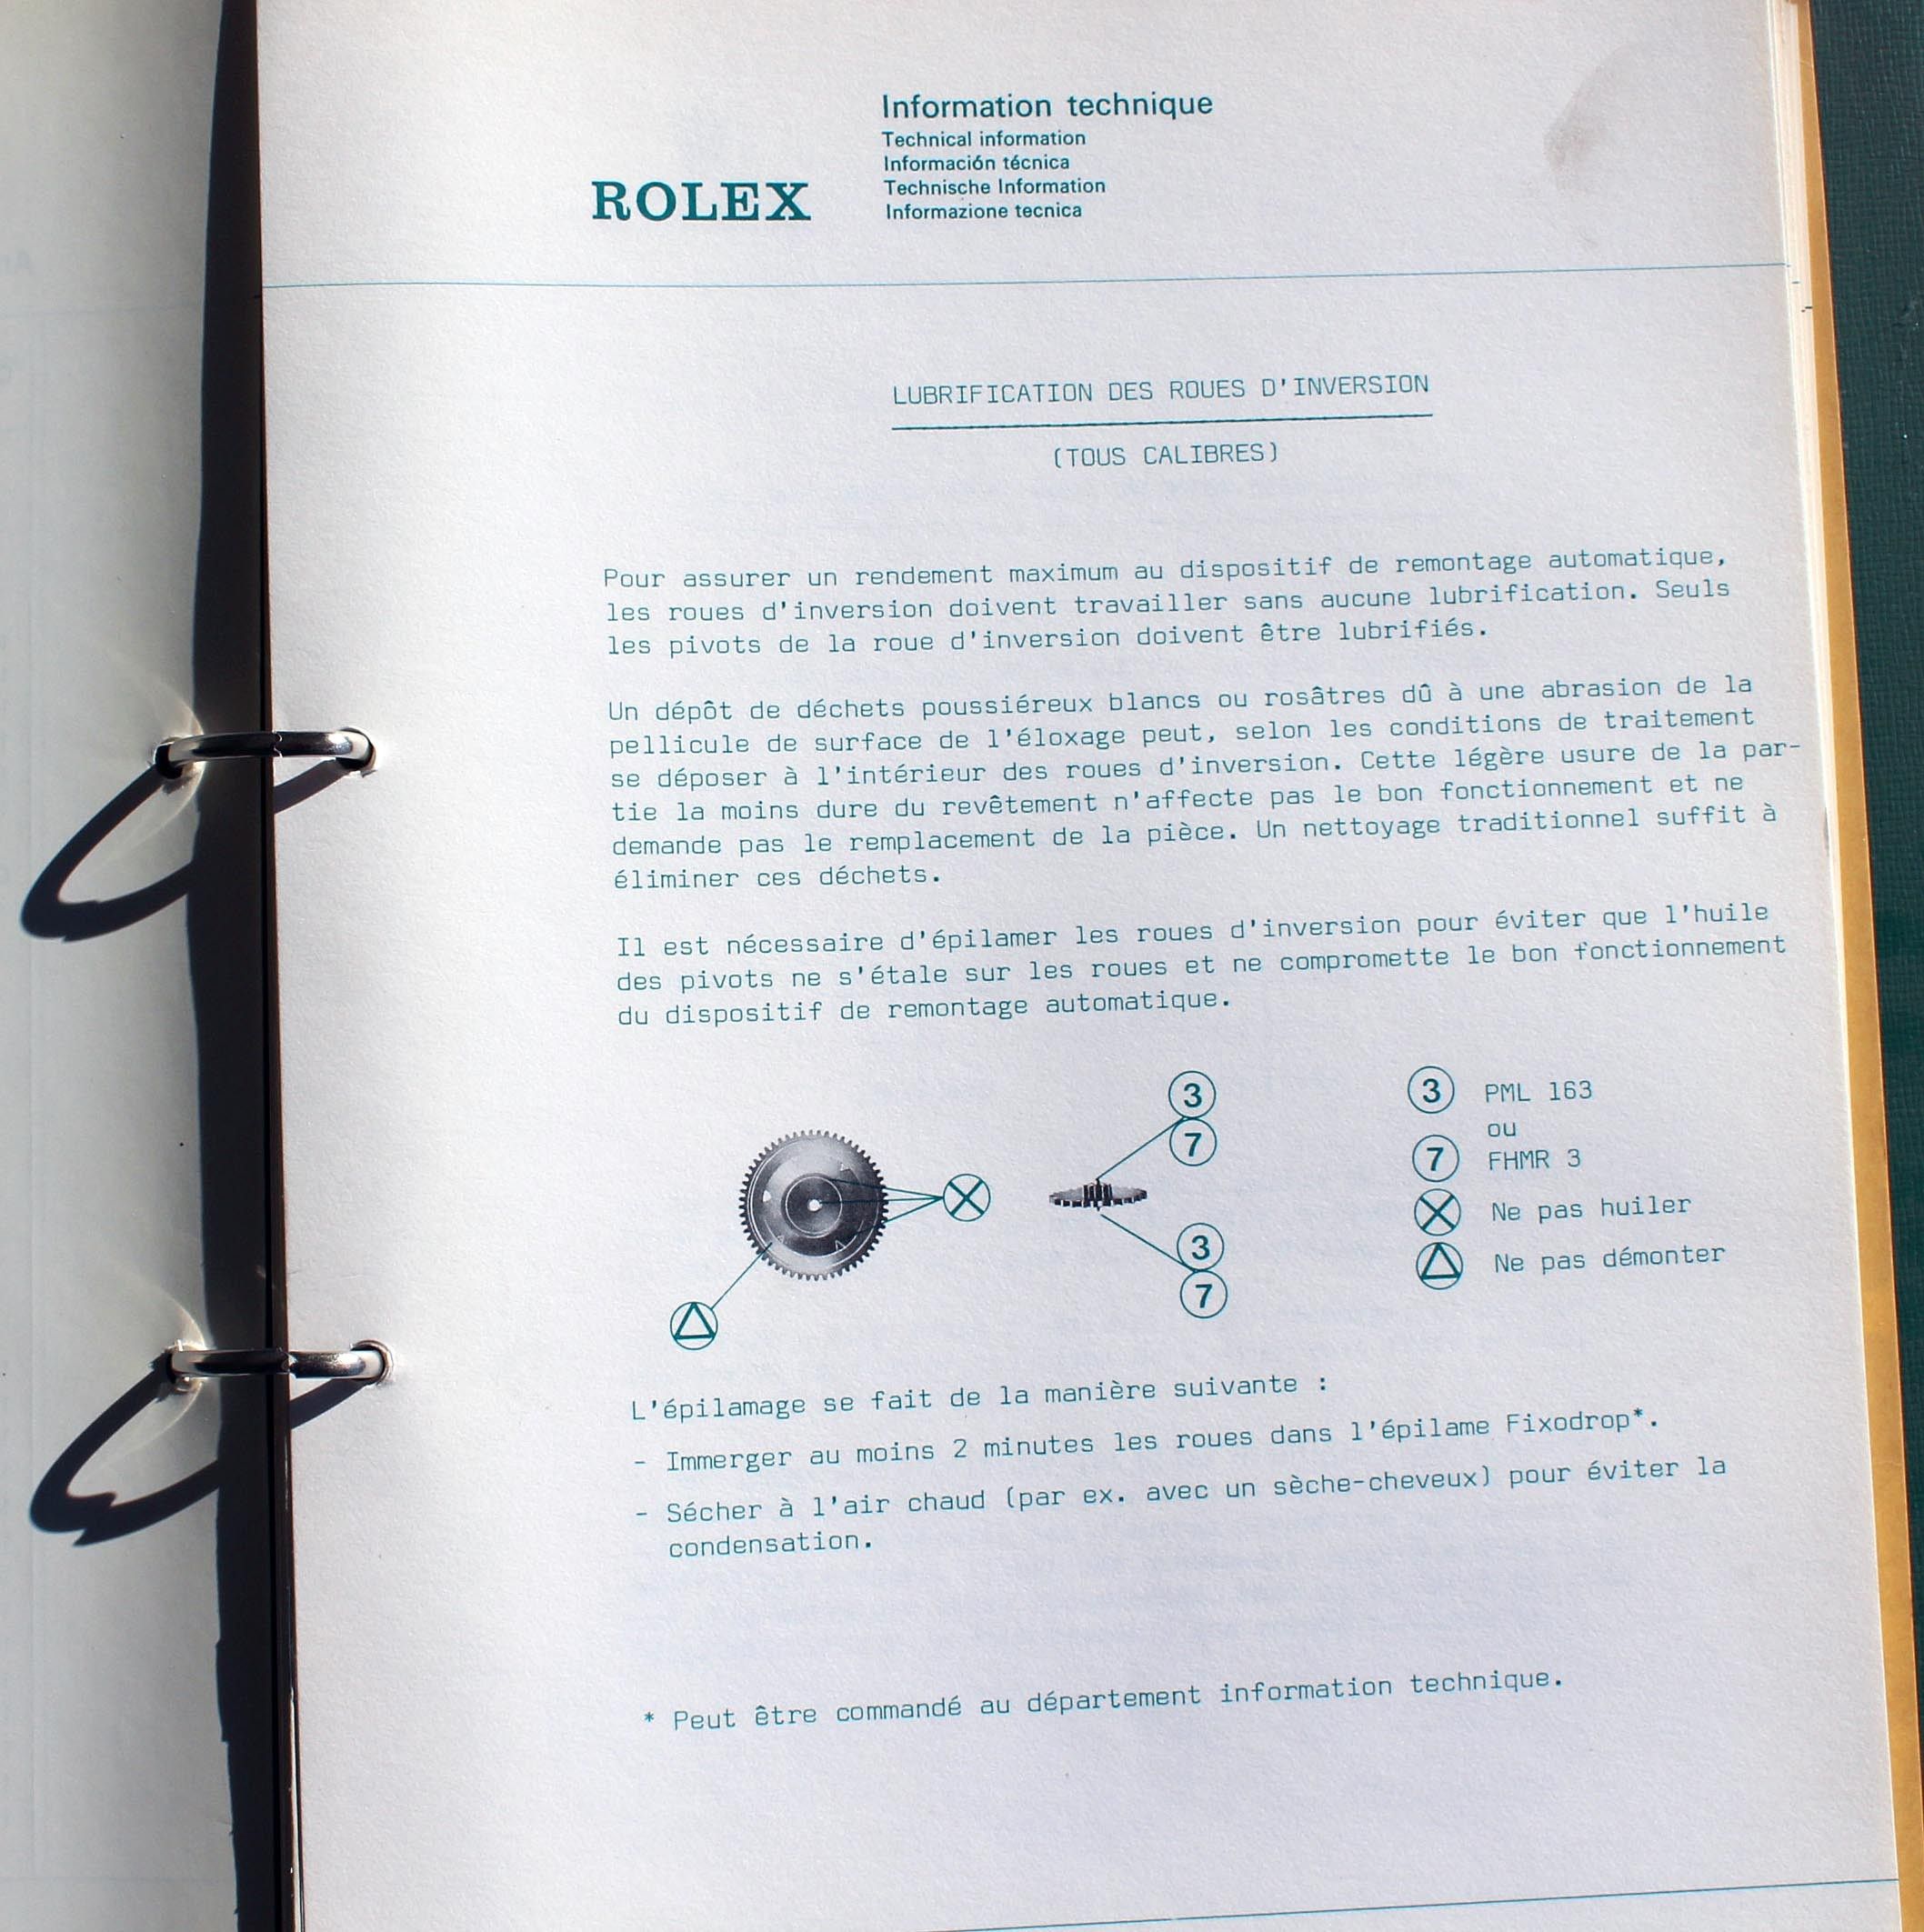 Information technique
Technical information
Información técnica
Technische Information
Informazione tecnica
ROLEX
LUBRIFICATION DES ROUES D'INVERSION
(TOUS CALIBRES)
Pour assurer un rendement maximum au dispositif de remontage automatique,
les roues d'inversion doivent travailler sans aucune lubrification. Seuls
les pivots de la roue d'inversion doivent être lubrifiés.
Un dépôt de déchets poussiéreux blancs ou rosâtres dû à une abrasion de la
pellicule de surface de l'éloxage peut, selon les conditions de traitement
se déposer à l'intérieur des roues d'inversion. Cette légère usure de la par-
tie la moins dure du revêtement n'affecte pas le bon fonctionnement et ne
demande pas le remplacement de la pièce. Un nettoyage traditionnel suffit à
éliminer ces déchets.
Il est nécessaire d'épilamer les roues d'inversion pour éviter que l'huile
des pivots ne s'étale sur les roues et ne compromette le bon fonctionnement
du dispositif de remontage automatique.
3
7
3
7
3 PML 163
ou
7 FHMR 3
Ne pas huiler
Ne pas démonter
L'épilamage se fait de la manière suivante :
- Immerger au moins 2 minutes les roues dans l'épilame Fixodrop*.
- Sécher à l'air chaud (par ex. avec un sèche-cheveux) pour éviter la
condensation.
* Peut être commandé au département information technique.